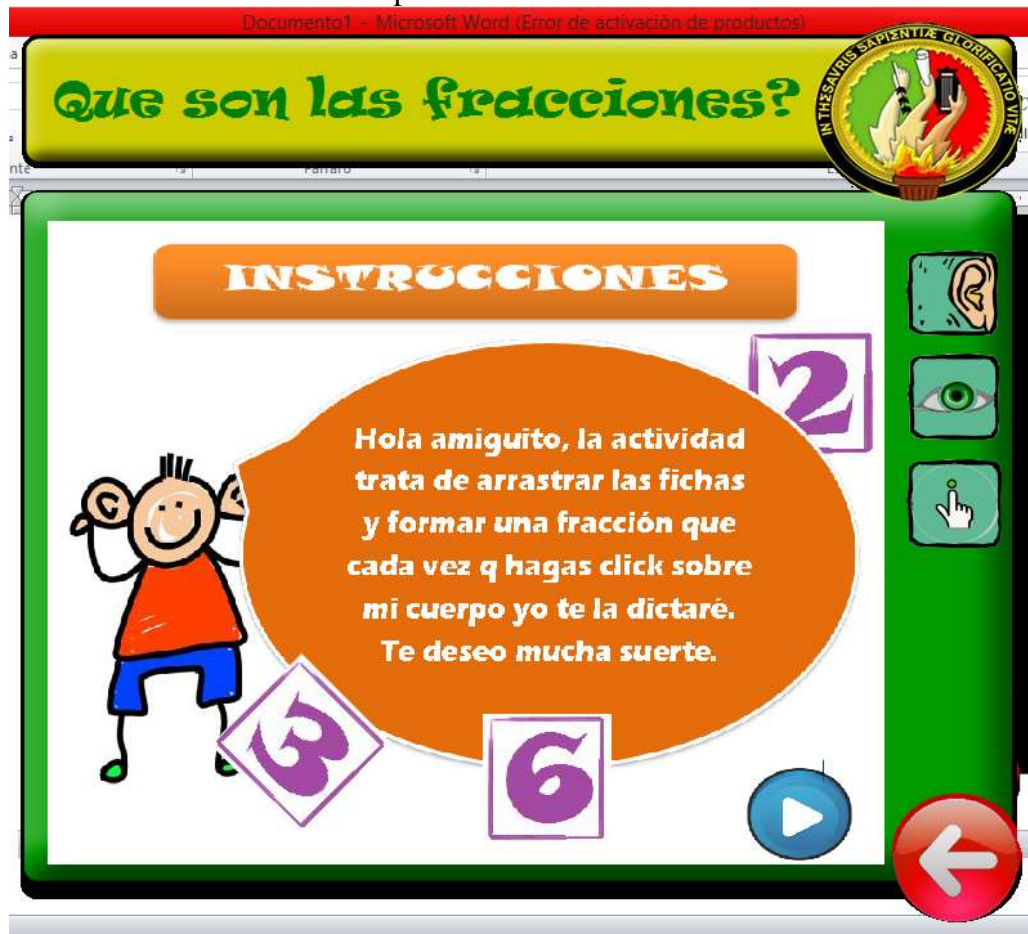 Documento1 - Microsoft Word (Error de activación de productos)
Que son las fracciones?
IN THESAVRIS SAPIENTIÆ GLORIFICATIO VITÆ
Párrafo
INSTRUCCIONES
2
Hola amiguito, la actividad
trata de arrastrar las fichas
y formar una fracción que
cada vez q hagas click sobre
mi cuerpo yo te la dictaré.
Te deseo mucha suerte.
3
6